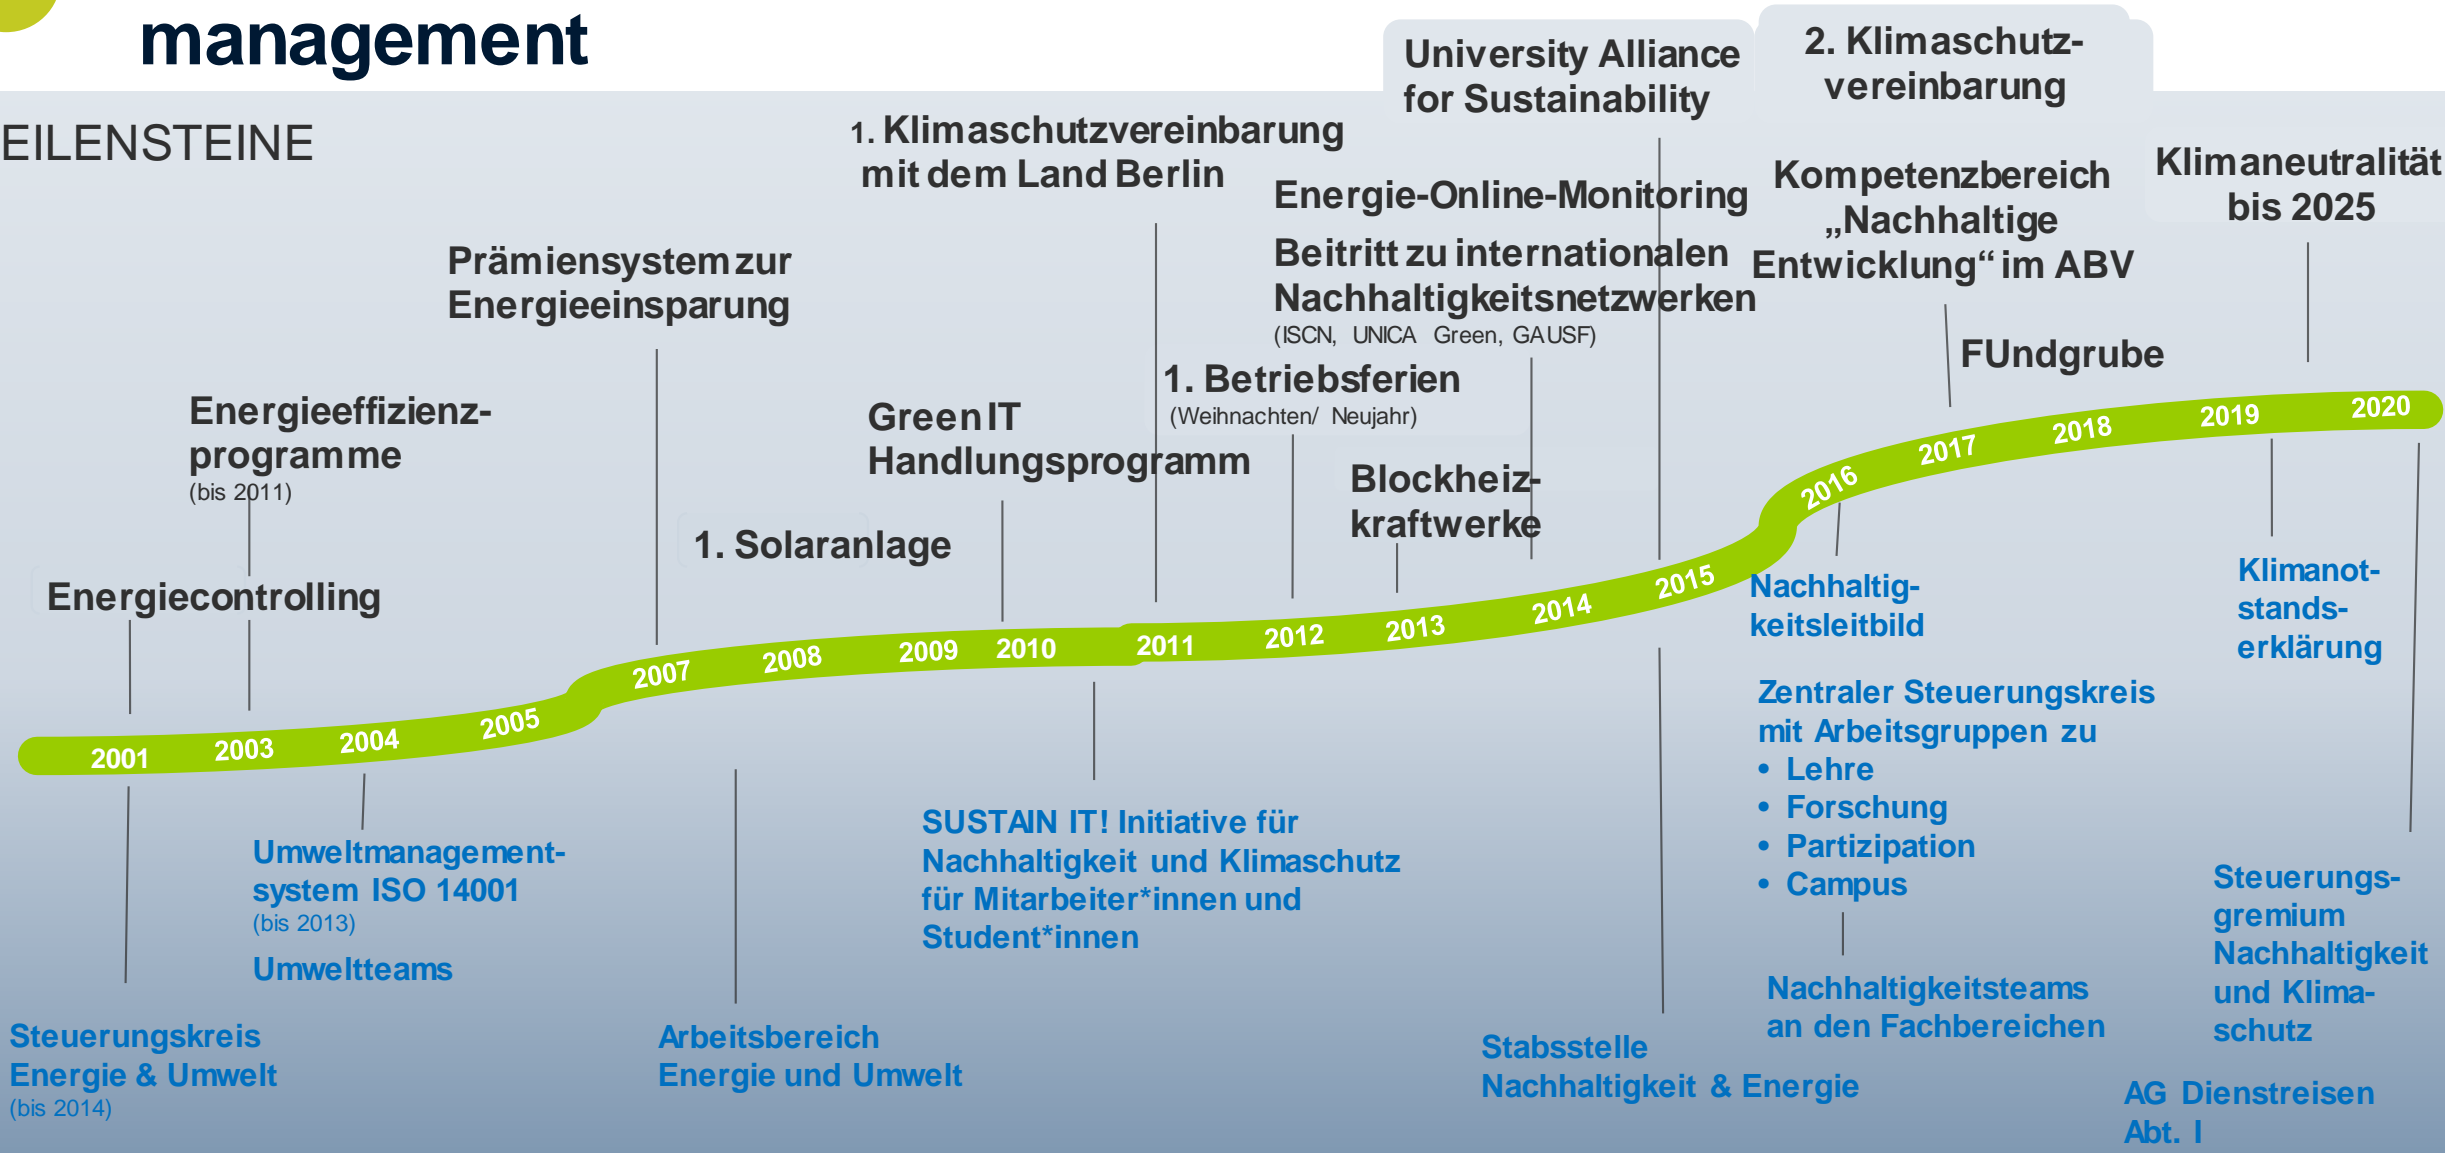 management
EILENSTEINE
University Alliance
for Sustainability
2. Klimaschutz-
vereinbarung
1. Klimaschutzvereinbarung
mit dem Land Berlin
Energie-Online-Monitoring
Beitritt zu internationalen
Nachhaltigkeitsnetzwerken
(ISCN, UNICA Green, GAUSF)
Kompetenzbereich
„Nachhaltige
Entwicklung“ im ABV
Klimaneutralität
bis 2025
Prämiensystem zur
Energieeinsparung
FUndgrube
1. Betriebsferien
(Weihnachten/ Neujahr)
Energieeffizienz-
programme
(bis 2011)
Green IT
Handlungsprogramm
Blockheiz-
kraftwerke
1. Solaranlage
Energiecontrolling
2001
2003
2004
2005
2007
2008
2009
2010
2011
2012
2013
2014
2015
2016
2017
2018
2019
2020
Nachhaltig-
keitsleitbild
Klimanot-
stands-
erklärung
Zentraler Steuerungskreis
mit Arbeitsgruppen zu
• Lehre
• Forschung
• Partizipation
• Campus
Umweltmanagement-
system ISO 14001
(bis 2013)
Umweltteams
SUSTAIN IT! Initiative für
Nachhaltigkeit und Klimaschutz
für Mitarbeiter*innen und
Student*innen
Steuerungs-
gremium
Nachhaltigkeit
und Klima-
schutz
Nachhaltigkeitsteams
an den Fachbereichen
Steuerungskreis
Energie & Umwelt
(bis 2014)
Arbeitsbereich
Energie und Umwelt
Stabsstelle
Nachhaltigkeit & Energie
AG Dienstreisen
Abt. I